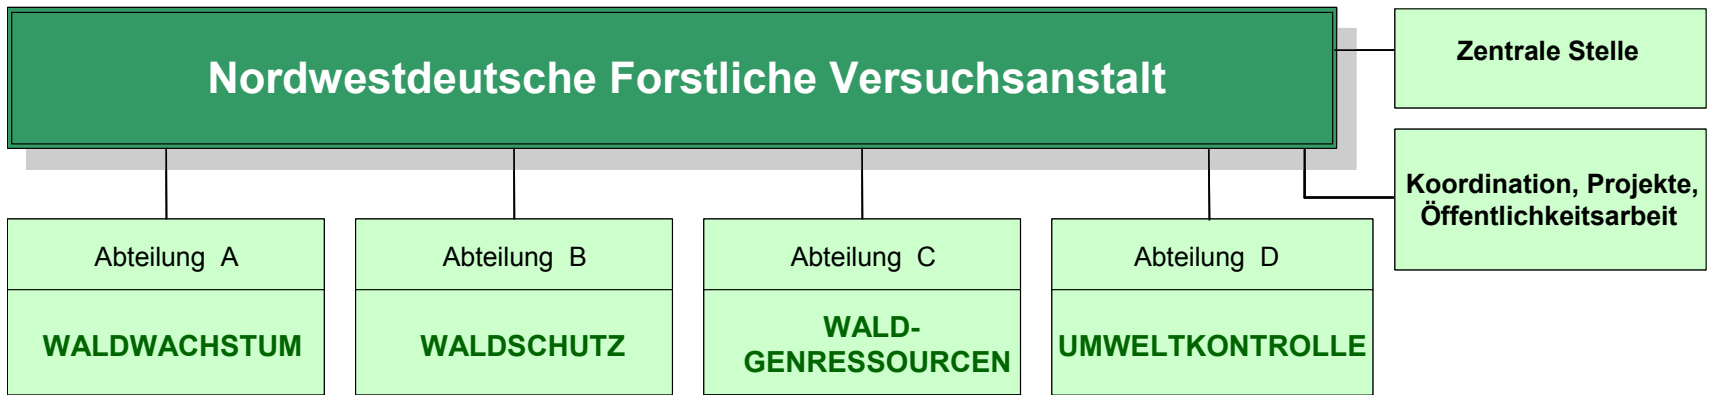 Nordwestdeutsche Forstliche Versuchsanstalt
Zentrale Stelle
Koordination, Projekte,
Öffentlichkeitsarbeit
Abteilung A
WALDWACHSTUM
Abteilung B
WALDSCHUTZ
Abteilung C
WALD-
GENRESSOURCEN
Abteilung D
UMWELTKONTROLLE